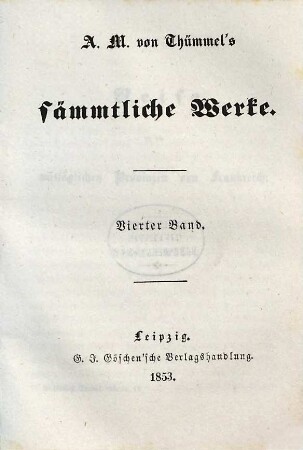 A. M. von Thümmel's
sämmtliche Werke.
Vierter Band.
Leipzig.
G. J. Göschen'sche Verlagshandlung.
1853.